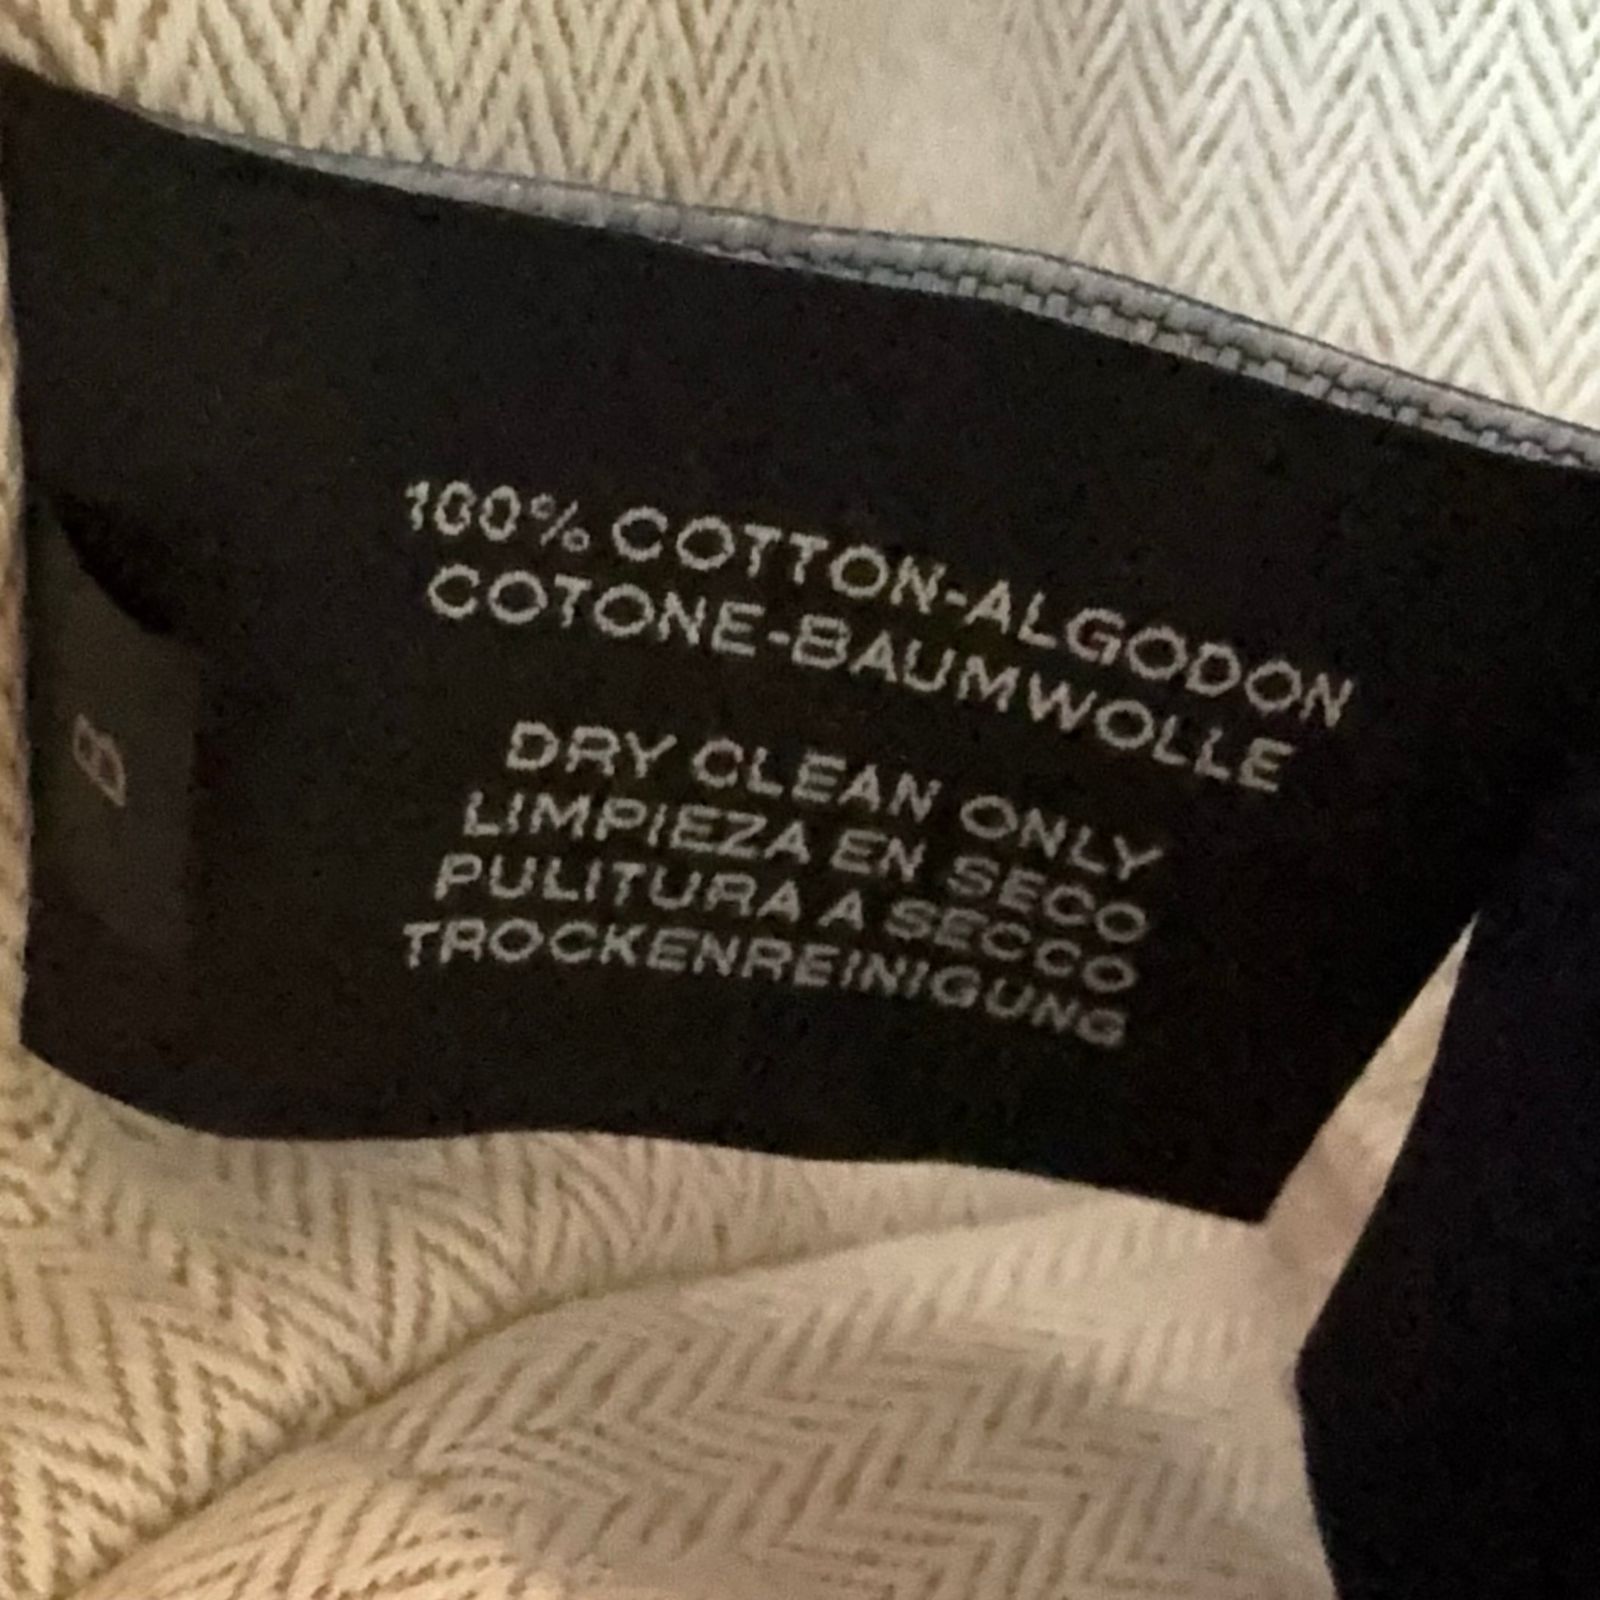 100% COTTON-ALGODON
COTONE-BAUMWOLLE
DRY CLEAN ONLY
LIMPIEZA EN SECO
PULITURA A SECCO
TROCKENREINIGUNG